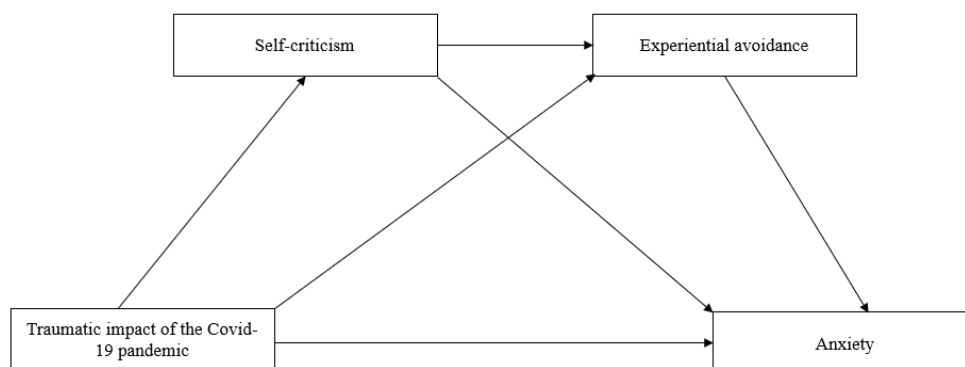 Self-criticism
Experiential avoidance
Traumatic impact of the Covid-
19 pandemic
Anxiety